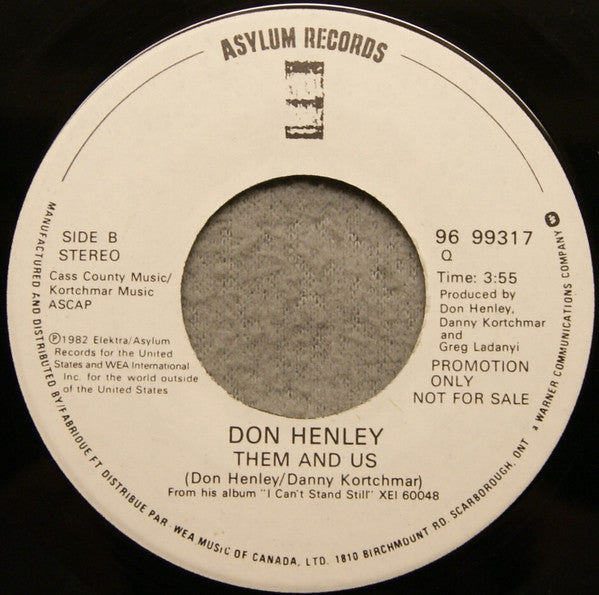 ASYLUM RECORDS
SIDE B
STEREO
Cass County Music/
Kortchmar Music
ASCAP
Ⓟ1982 Elektra/Asylum
Records for the United
States and WEA International
Inc. for the world outside
of the United States
96 99317
Q
Time: 3:55
Produced by
Don Henley,
Danny Kortchmar
and
Greg Ladanyi
PROMOTION
ONLY
NOT FOR SALE
DON HENLEY
THEM AND US
(Don Henley/Danny Kortchmar)
From his album "I Can't Stand Still" XEI 60048
MANUFACTURED AND DISTRIBUTED BY/FABRIQUE ET DISTRIBUE PAR-WEA MUSIC OF CANADA, LTD. 1810 BIRCHMOUNT RD. SCARBOROUGH, ONT a WARNER COMMUNICATIONS COMPANY